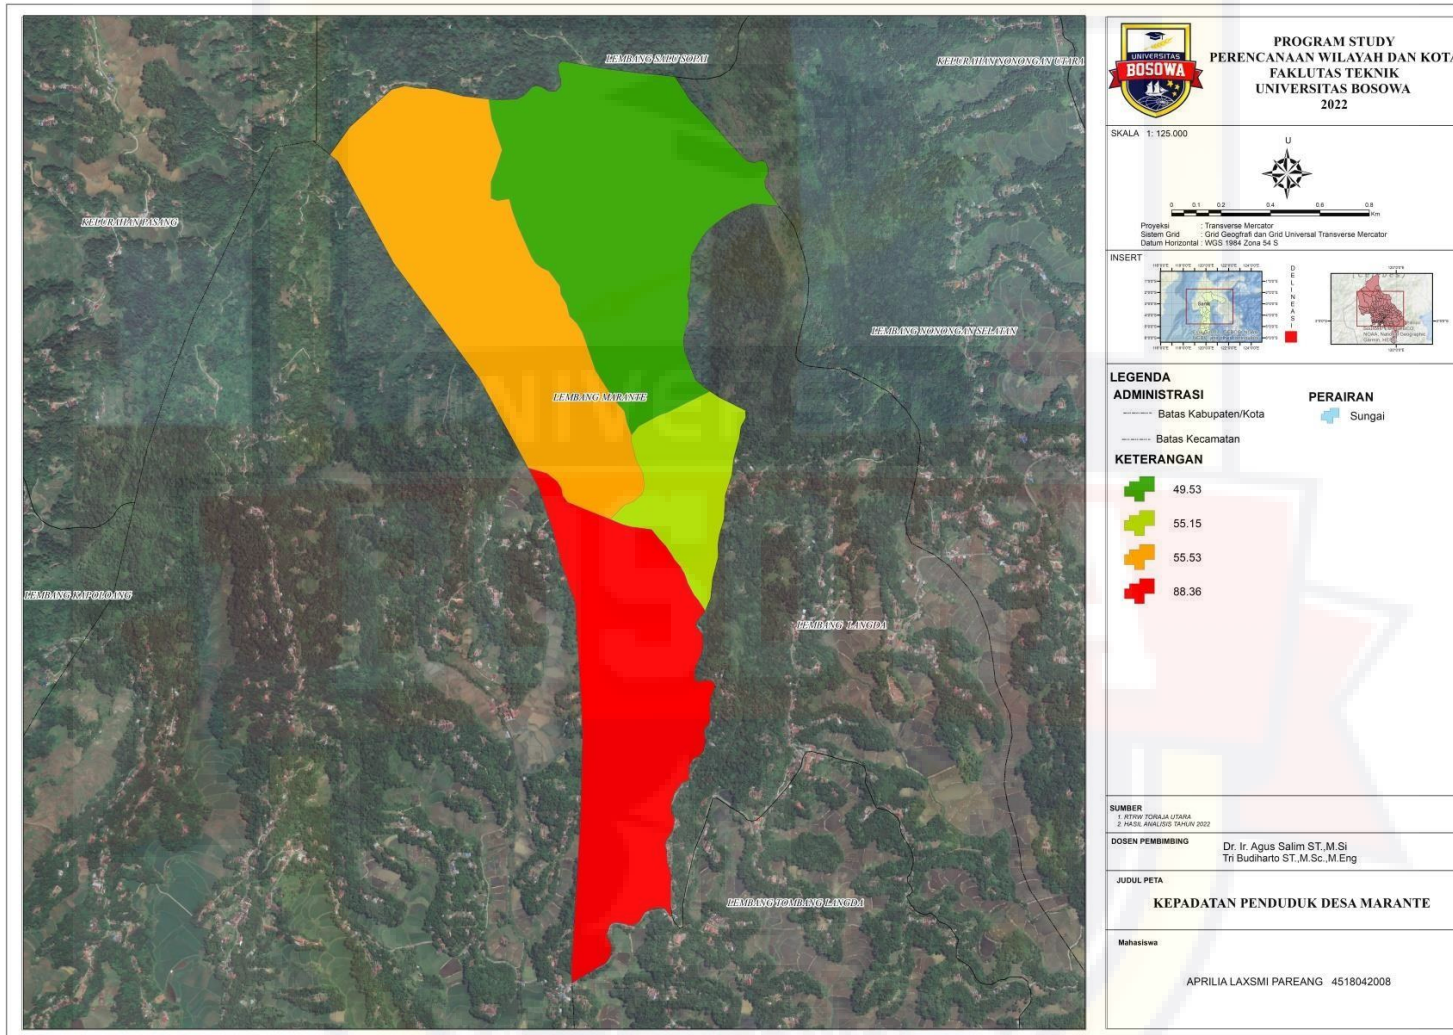 LEMBANG SALU SOPAI
KELURAHAN NONONGAN UTARA
KELURAHAN PASANG
LEMBANG NONONGAN SELATAN
LEMBANG MARANTE
LEMBANG KAPOLOANG
LEMBANG LANGDA
LEMBANG TOMBANG LANGDA
UNIVERSITAS
BOSOWA
PROGRAM STUDY
PERENCANAAN WILAYAH DAN KOTA
FAKLUTAS TEKNIK
UNIVERSITAS BOSOWA
2022
SKALA 1: 125.000
U
0 0.1 0.2 0.4 0.6 0.8
Km
Proyeksi : Transverse Mercator
Sistem Grid : Grid Geogtrafi dan Grid Universal Transverse Mercator
Datum Horizontal : WGS 1984 Zona 54 S
INSERT
DELINEASI
LEGENDA
ADMINISTRASI
Batas Kabupaten/Kota
Batas Kecamatan
PERAIRAN
Sungai
KETERANGAN
49.53
55.15
55.53
88.36
SUMBER
1. RTRW TORAJA UTARA
2. HASIL ANALISIS TAHUN 2022
DOSEN PEMBIMBING
Dr. Ir. Agus Salim ST.,M.Si
Tri Budiharto ST.,M.Sc.,M.Eng
JUDUL PETA
KEPADATAN PENDUDUK DESA MARANTE
Mahasiswa
APRILIA LAXSMI PAREANG 4518042008